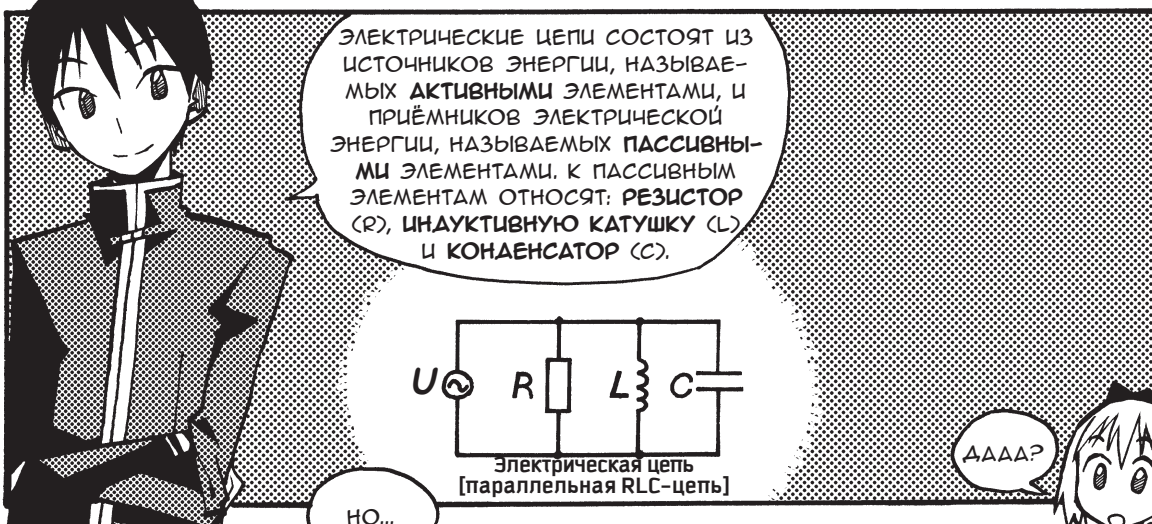 ЭЛЕКТРИЧЕСКИЕ ЦЕПИ СОСТОЯТ ИЗ
ИСТОЧНИКОВ ЭНЕРГИИ, НАЗЫВАЕ-
МЫХ АКТИВНЫМИ ЭЛЕМЕНТАМИ, И
ПРИЁМНИКОВ ЭЛЕКТРИЧЕСКОЙ
ЭНЕРГИИ, НАЗЫВАЕМЫХ ПАССИВНЫ-
МИ ЭЛЕМЕНТАМИ. К ПАССИВНЫМ
ЭЛЕМЕНТАМ ОТНОСЯТ: РЕЗИСТОР
(R), ИНДУКТИВНУЮ КАТУШКУ (L)
И КОНДЕНСАТОР (C).
U R L C
Электрическая цепь
[параллельная RLC-цепь]
ДАДА?
НО...